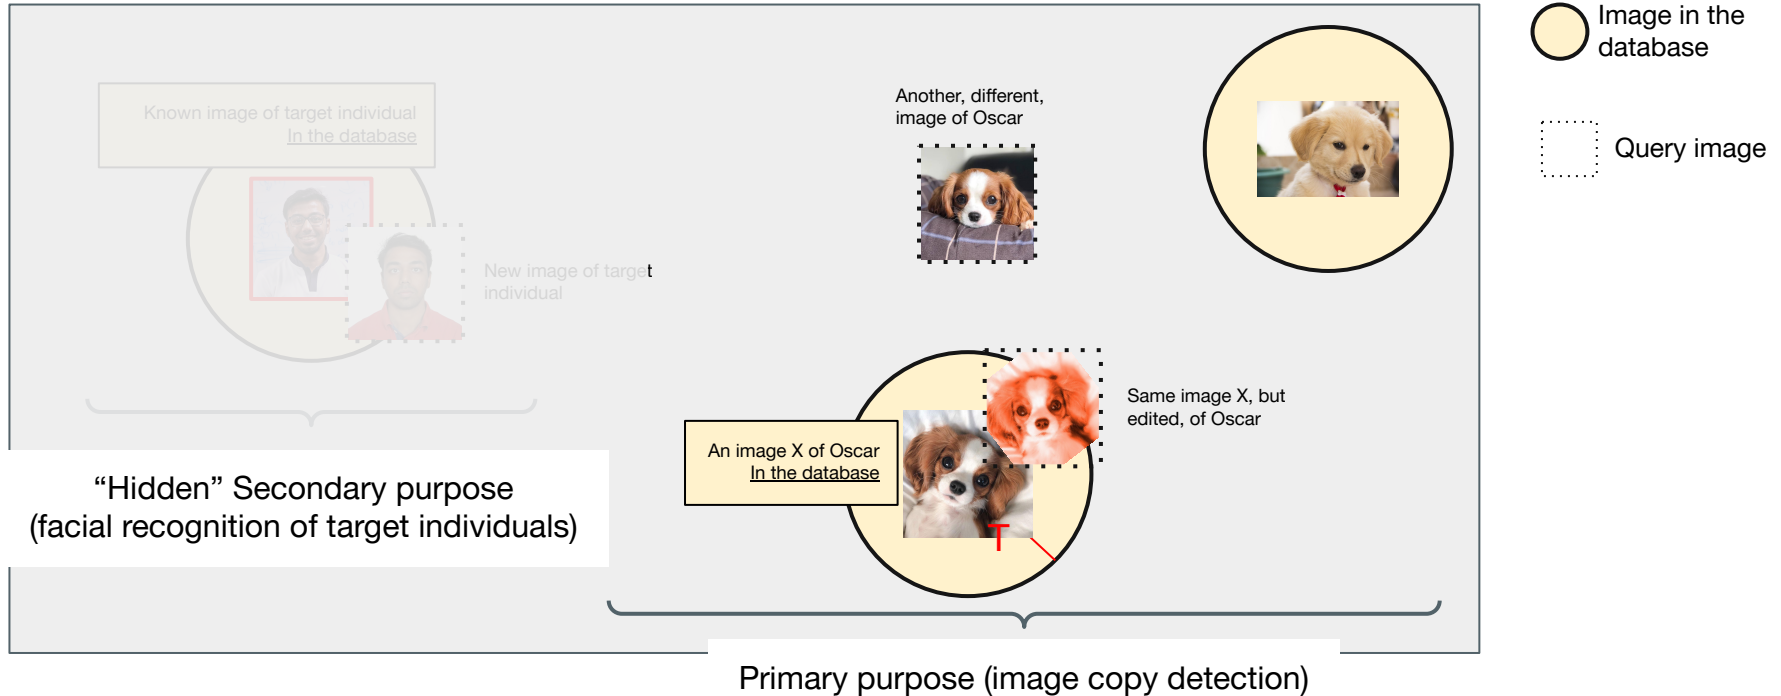 Image in the
database
Query image
Known image of target individual
In the database
New image of target
individual
"Hidden" Secondary purpose
(facial recognition of target individuals)
Another, different,
image of Oscar
An image X of Oscar
In the database
Same image X, but
edited, of Oscar
T
Primary purpose (image copy detection)